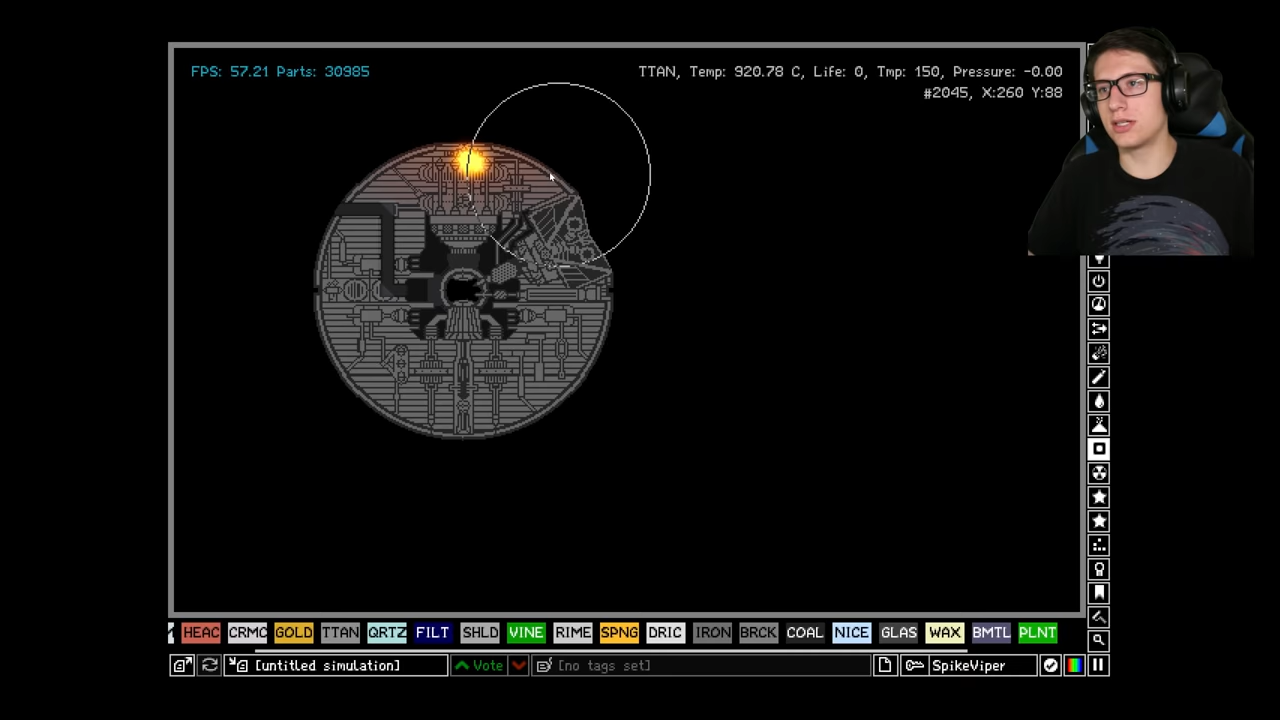 FPS: 57.21 Parts: 30985
TTAN, Temp: 920.78 C, Life: 0, Tmp: 150, Pressure: -0.00
#2045, X:260 Y:88
HEAC CRMC GOLD TTAN QRTZ FILT SHLD VINE RIME SPNG DRIC IRON BRCK COAL NICE GLAS WAX BMTL PLNT
[untitled simulation] Vote [no tags set] SpikeViper